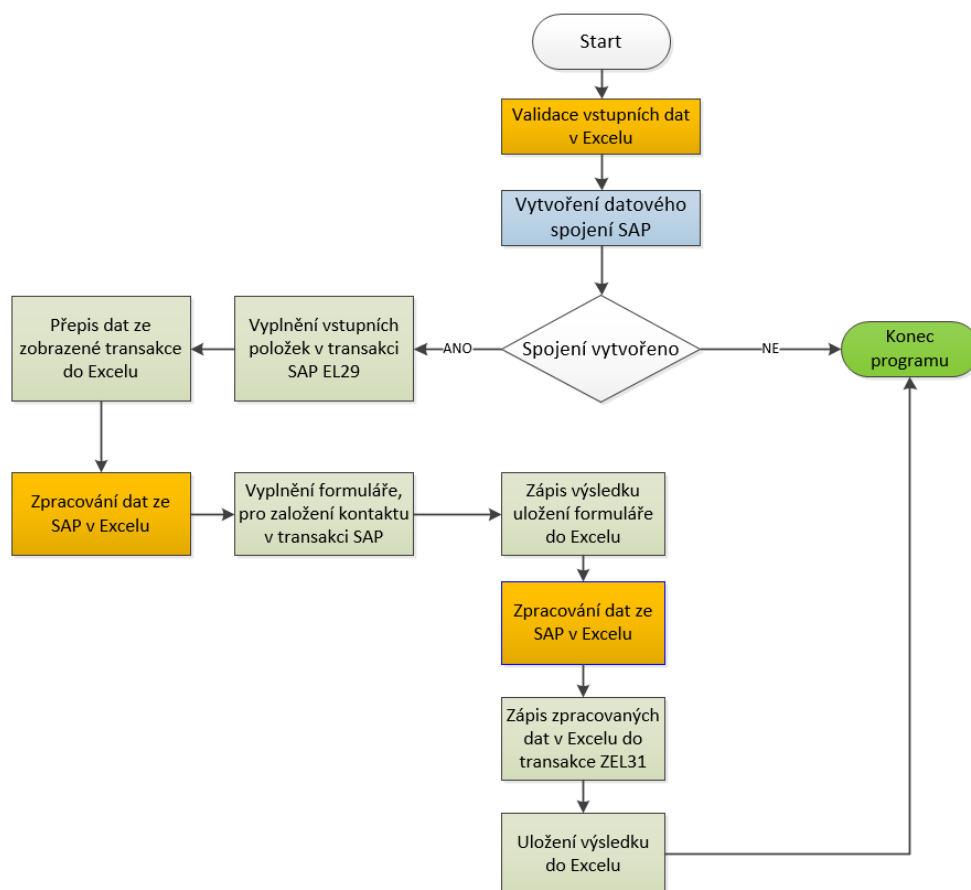 Start
Validace vstupních dat
v Excelu
Vytvoření datového
spojení SAP
Spojení vytvořeno
ANO
NE
Konec
programu
Vyplnění vstupních
položek v transakci
SAP EL29
Přepis dat ze
zobrazené transakce
do Excelu
Zpracování dat ze
SAP v Excelu
Vyplnění formuláře,
pro založení kontaktu
v transakci SAP
Zápis výsledku
uložení formuláře
do Excelu
Zpracování dat ze
SAP v Excelu
Zápis zpracovaných
dat v Excelu do
transakce ZEL31
Uložení výsledku
do Excelu